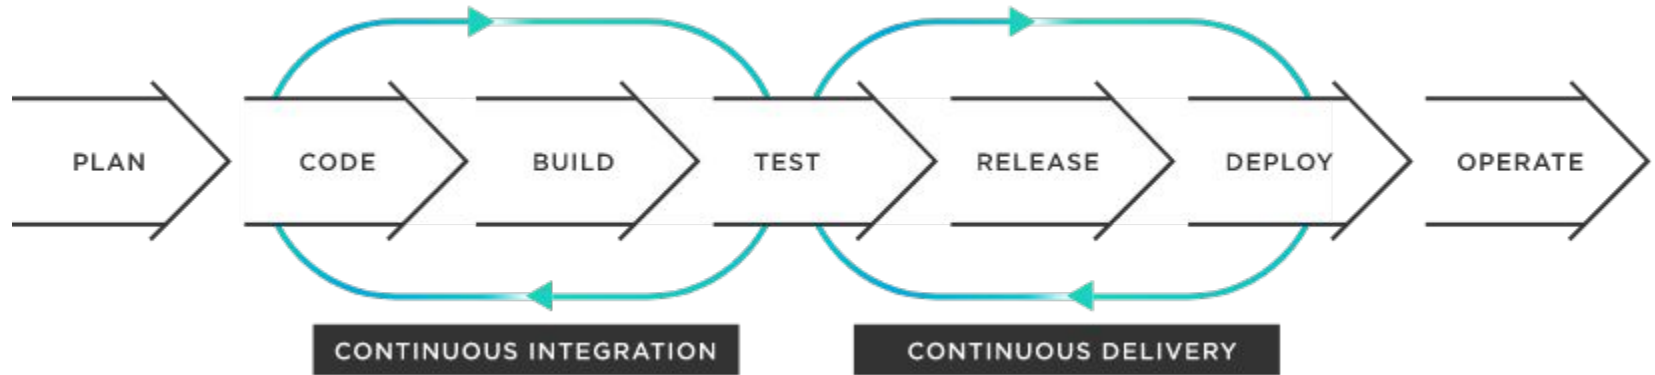 PLAN
CODE
BUILD
TEST
RELEASE
DEPLOY
OPERATE
CONTINUOUS INTEGRATION
CONTINUOUS DELIVERY